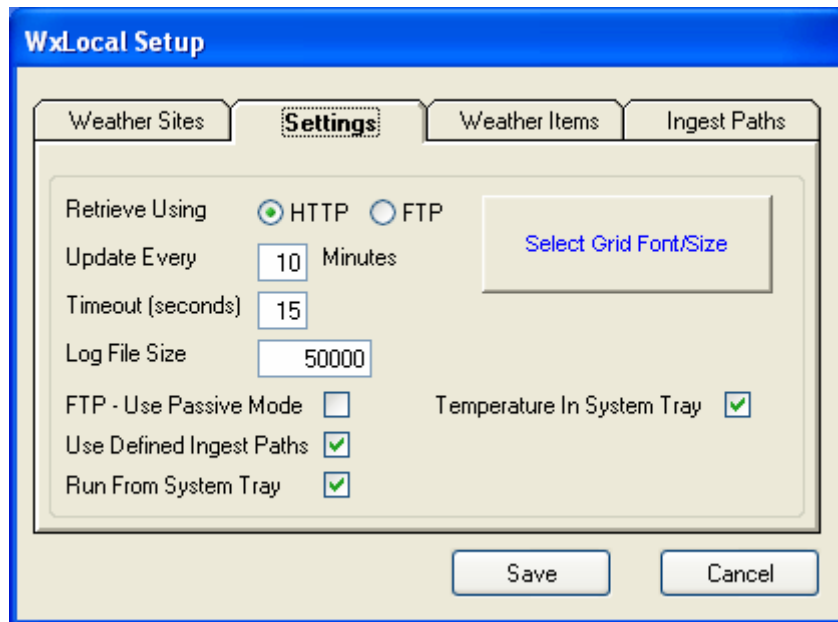 WxLocal Setup
Weather Sites Settings Weather Items Ingest Paths
Retrieve Using HTTP FTP
Select Grid Font/Size
Update Every 10 Minutes
Timeout (seconds) 15
Log File Size 50000
FTP - Use Passive Mode Temperature In System Tray
Use Defined Ingest Paths
Run From System Tray
Save Cancel